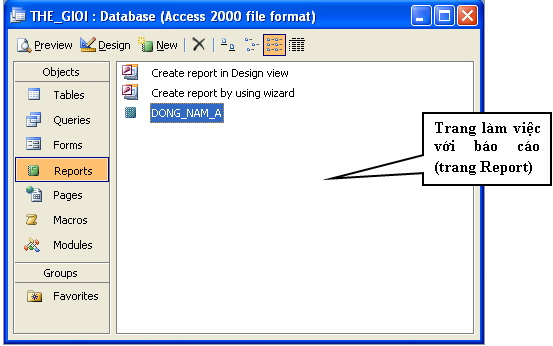 THE_GIOI : Database (Access 2000 file format)
Preview Design New
Objects
Tables
Queries
Forms
Reports
Pages
Macros
Modules
Groups
Favorites
Create report in Design view
Create report by using wizard
DONG_NAM_A
Trang làm việc
với báo cáo
(trang Report)